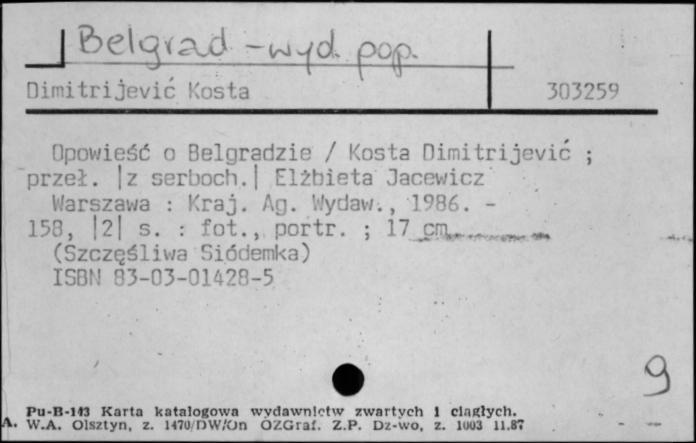 Belgrad - wyd. pop.
Dimitrijević Kosta 303259
Opowieść o Belgradzie / Kosta Dimitrijević ;
przeł. |z serboch.| Elżbieta Jacewicz
Warszawa : Kraj. Ag. Wydaw., 1986. -
158, |2| s. : fot., portr. ; 17 cm
(Szczęśliwa Siódemka)
ISBN 83-03-01428-5
9
Pu-B-143 Karta katalogowa wydawnictw zwartych i ciągłych.
A. W.A. Olsztyn, z. 1470/DW/On OZGraf. Z.P. Dz-wo, z. 1003 11.87